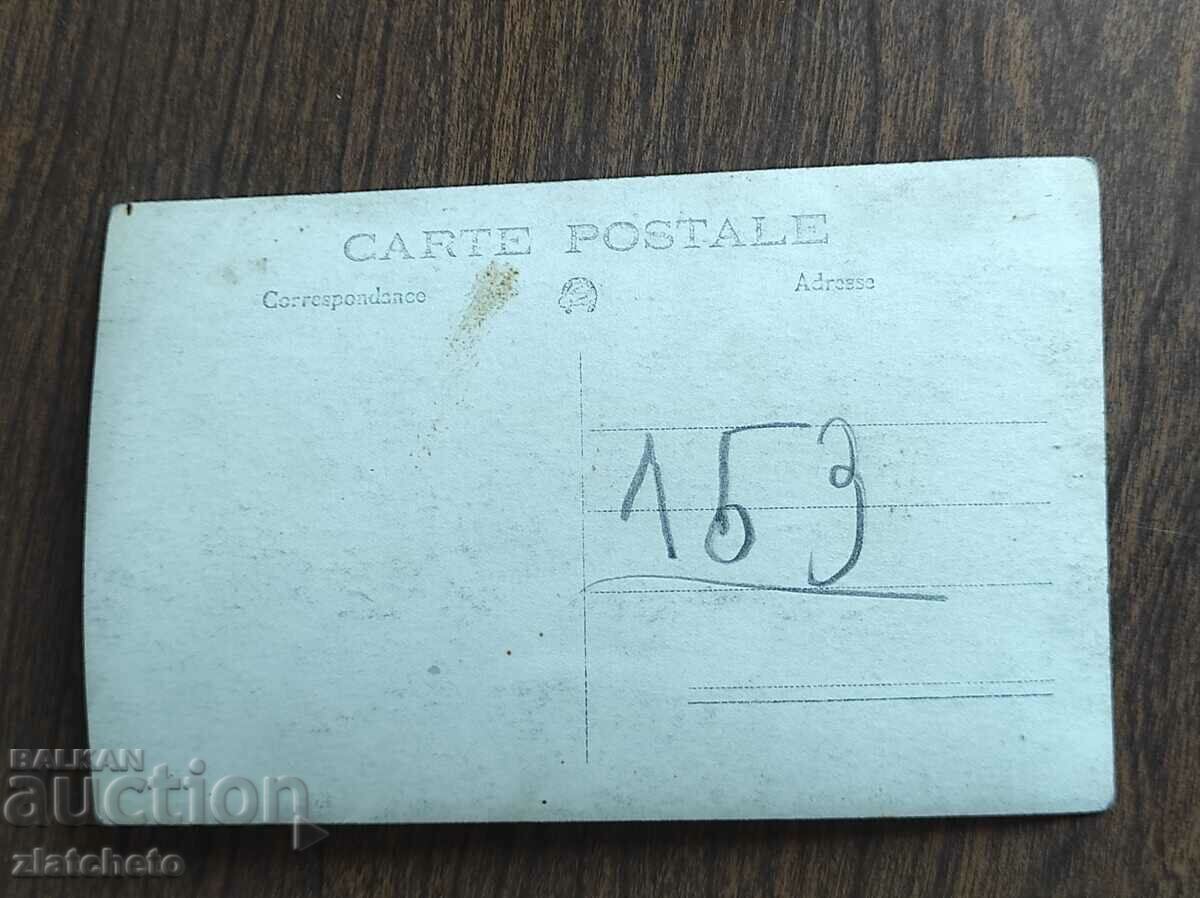 CARTE POSTALE
Correspondance
Adresse
153
BALKAN
auction
zlatcheto